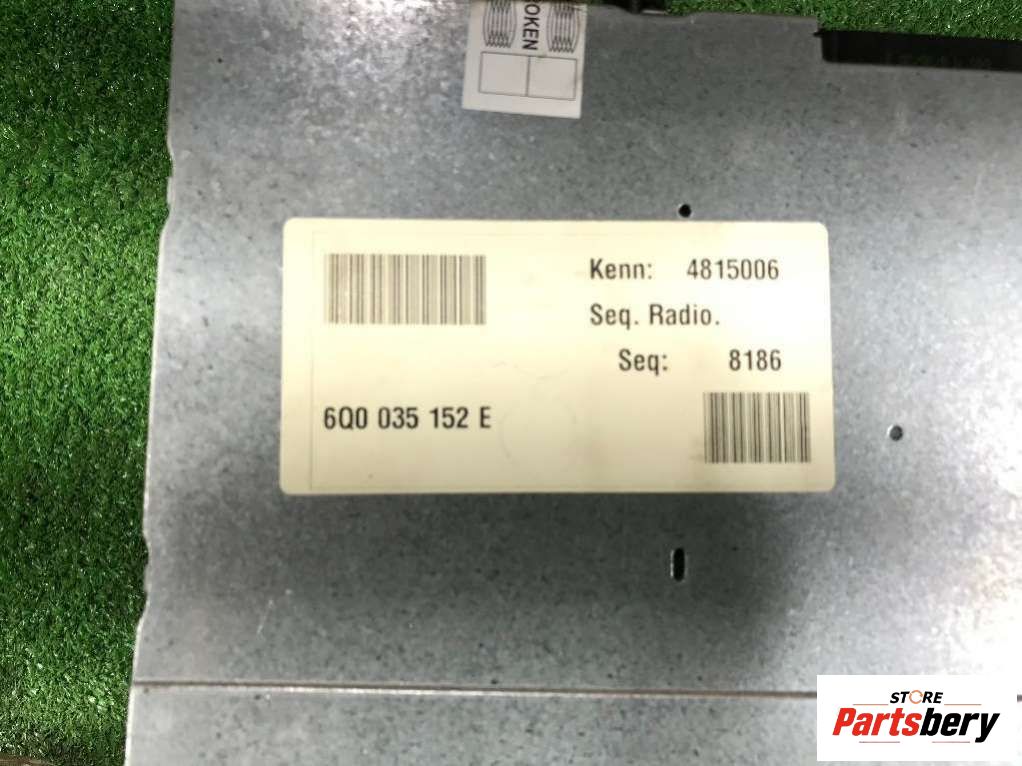 OKEN
Kenn: 4815006
Seq. Radio.
Seq: 8186
6Q0 035 152 E
STORE
Partsbery